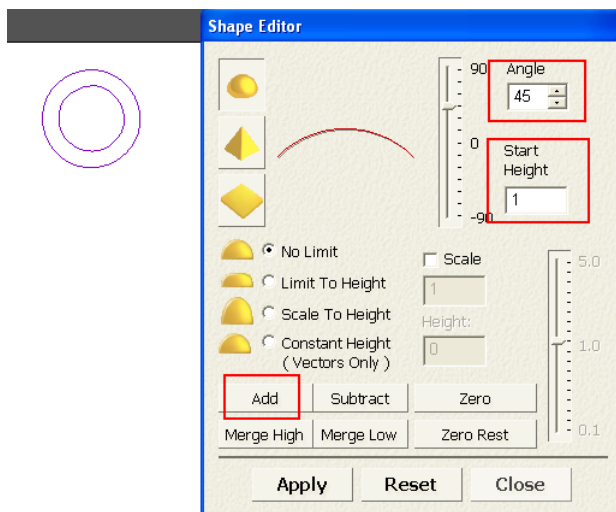 Shape Editor
90
Angle
45
0
Start
Height
1
-90
No Limit
Scale
5.0
Limit To Height
1
Scale To Height
Height:
1.0
Constant Height
0
( Vectors Only )
Add
Subtract
Zero
Merge High
Merge Low
Zero Rest
0.1
Apply
Reset
Close